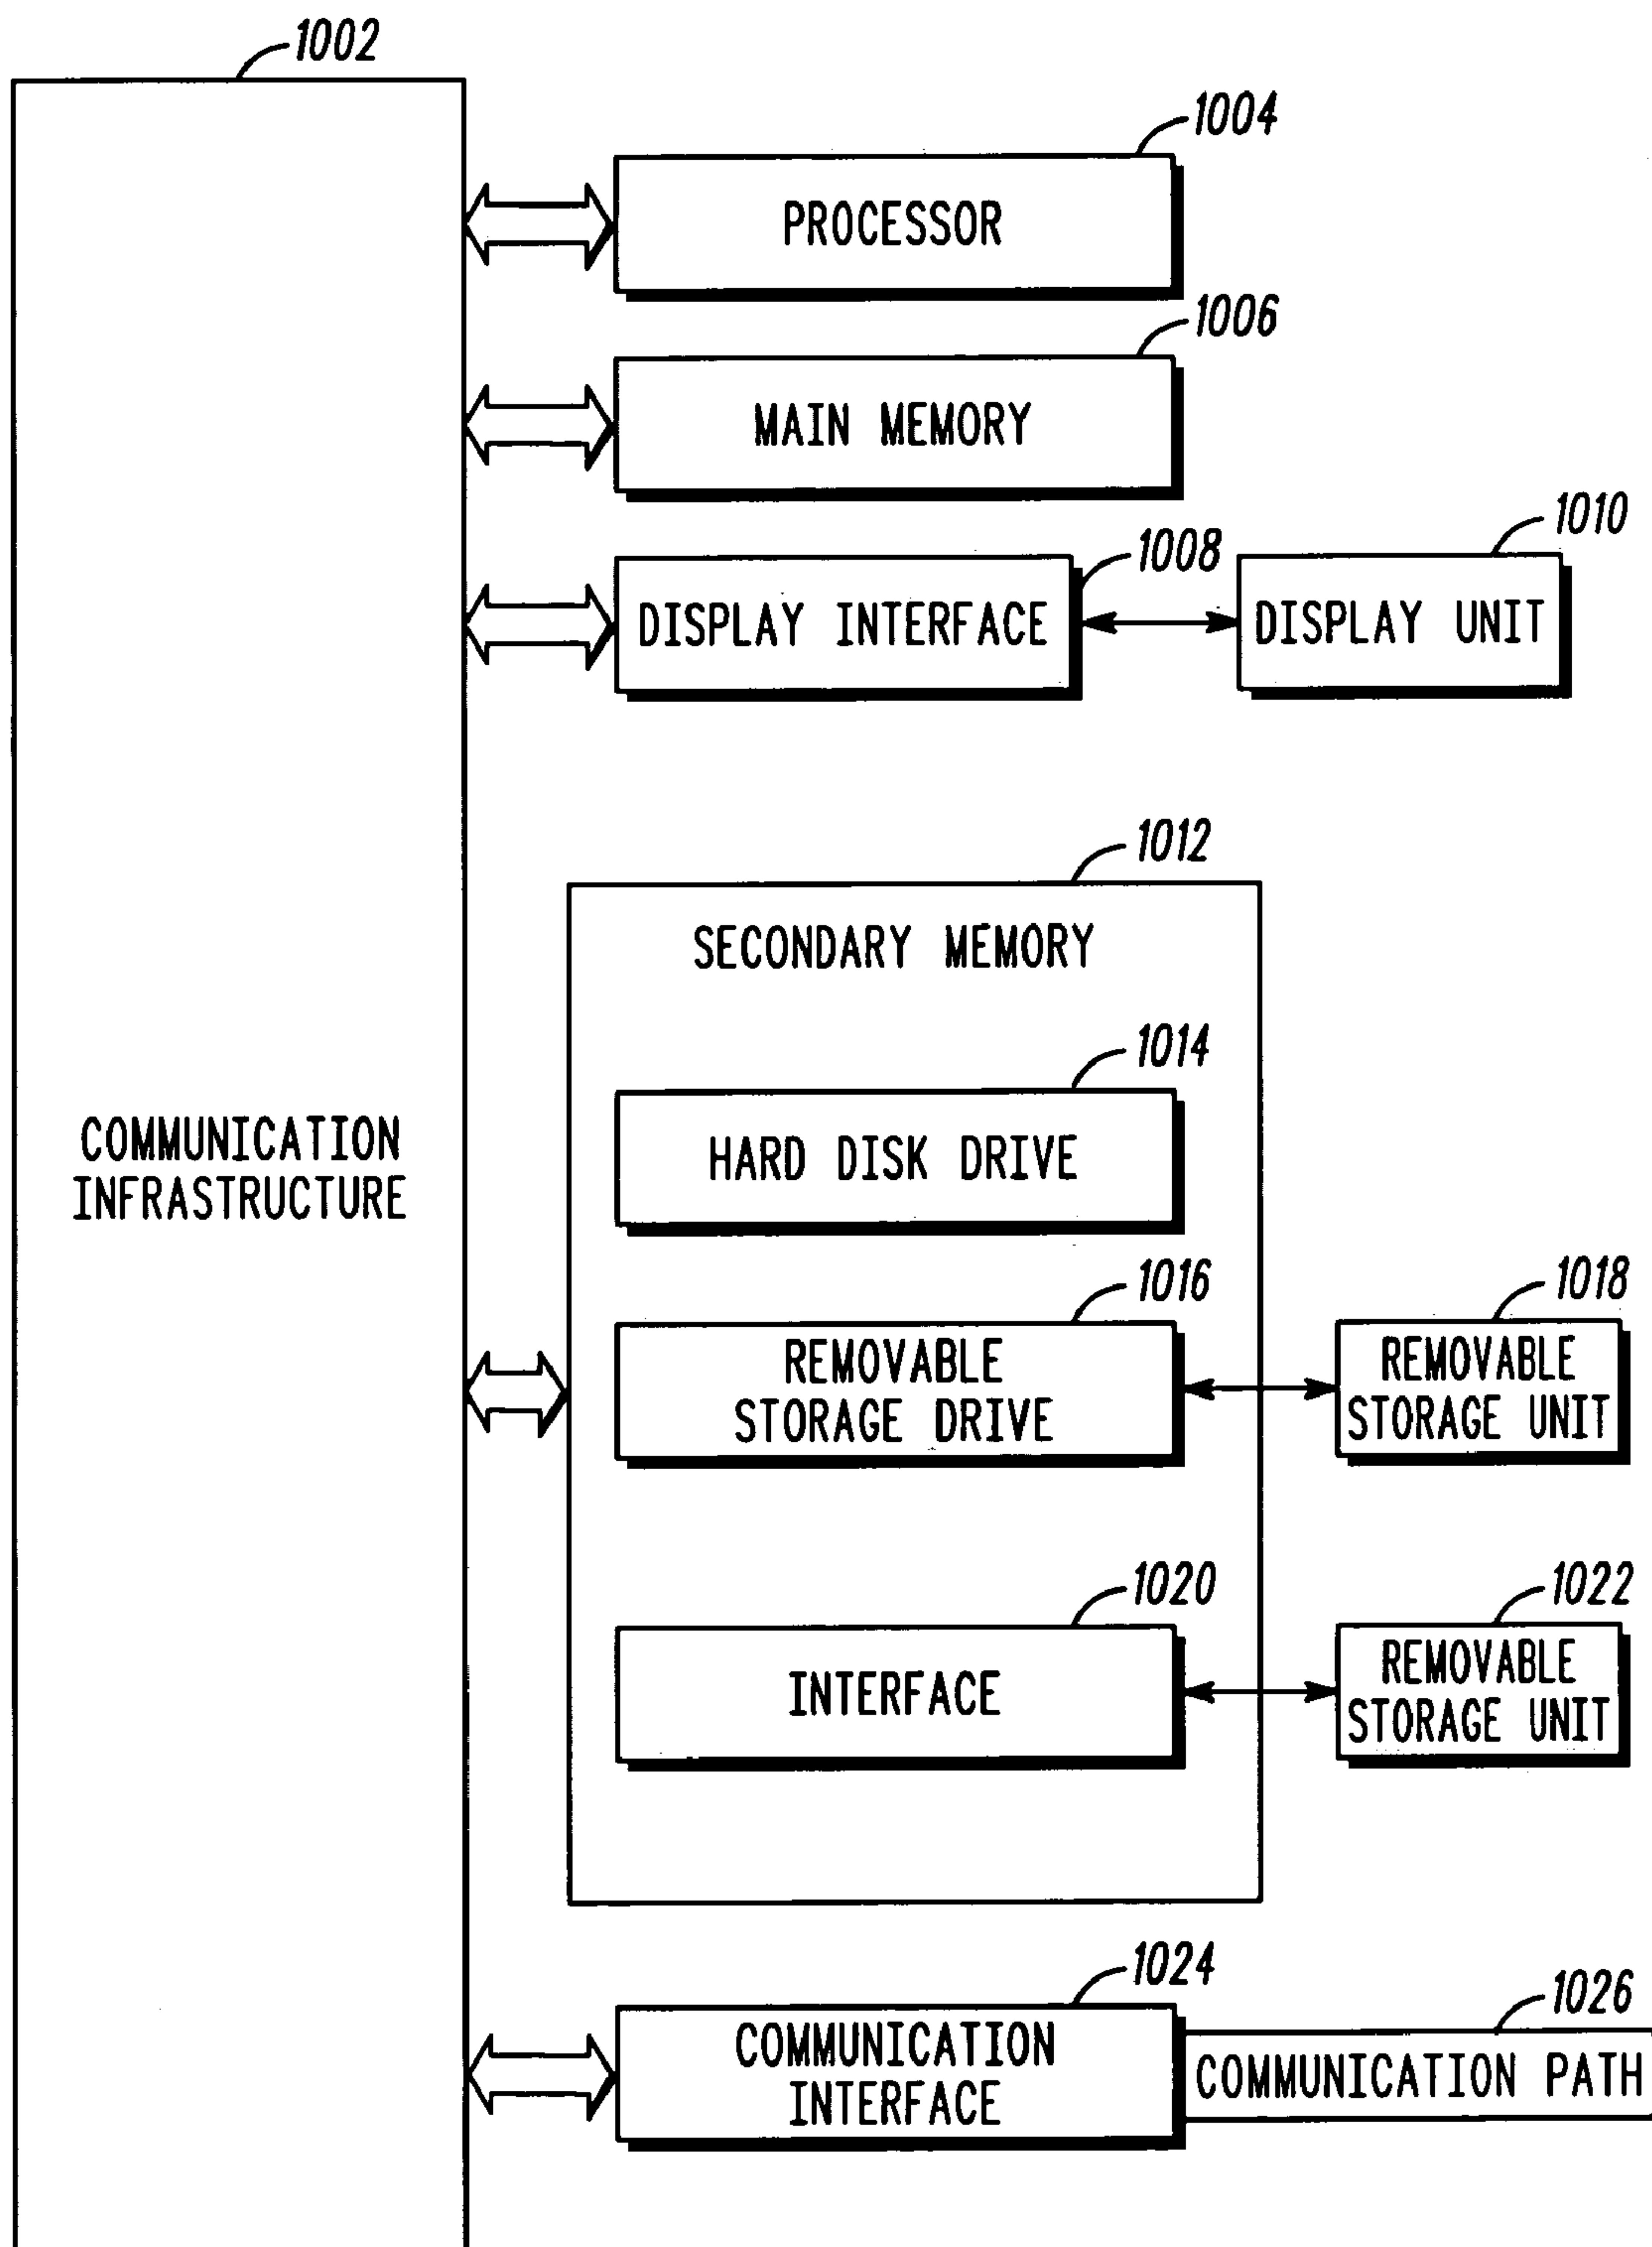 1002
1004
PROCESSOR
1006
MAIN MEMORY
1008
1010
DISPLAY INTERFACE
DISPLAY UNIT
1012
SECONDARY MEMORY
1014
HARD DISK DRIVE
COMMUNICATION
INFRASTRUCTURE
1016
REMOVABLE
STORAGE DRIVE
1018
REMOVABLE
STORAGE UNIT
1020
INTERFACE
1022
REMOVABLE
STORAGE UNIT
1024
COMMUNICATION
INTERFACE
1026
COMMUNICATION PATH